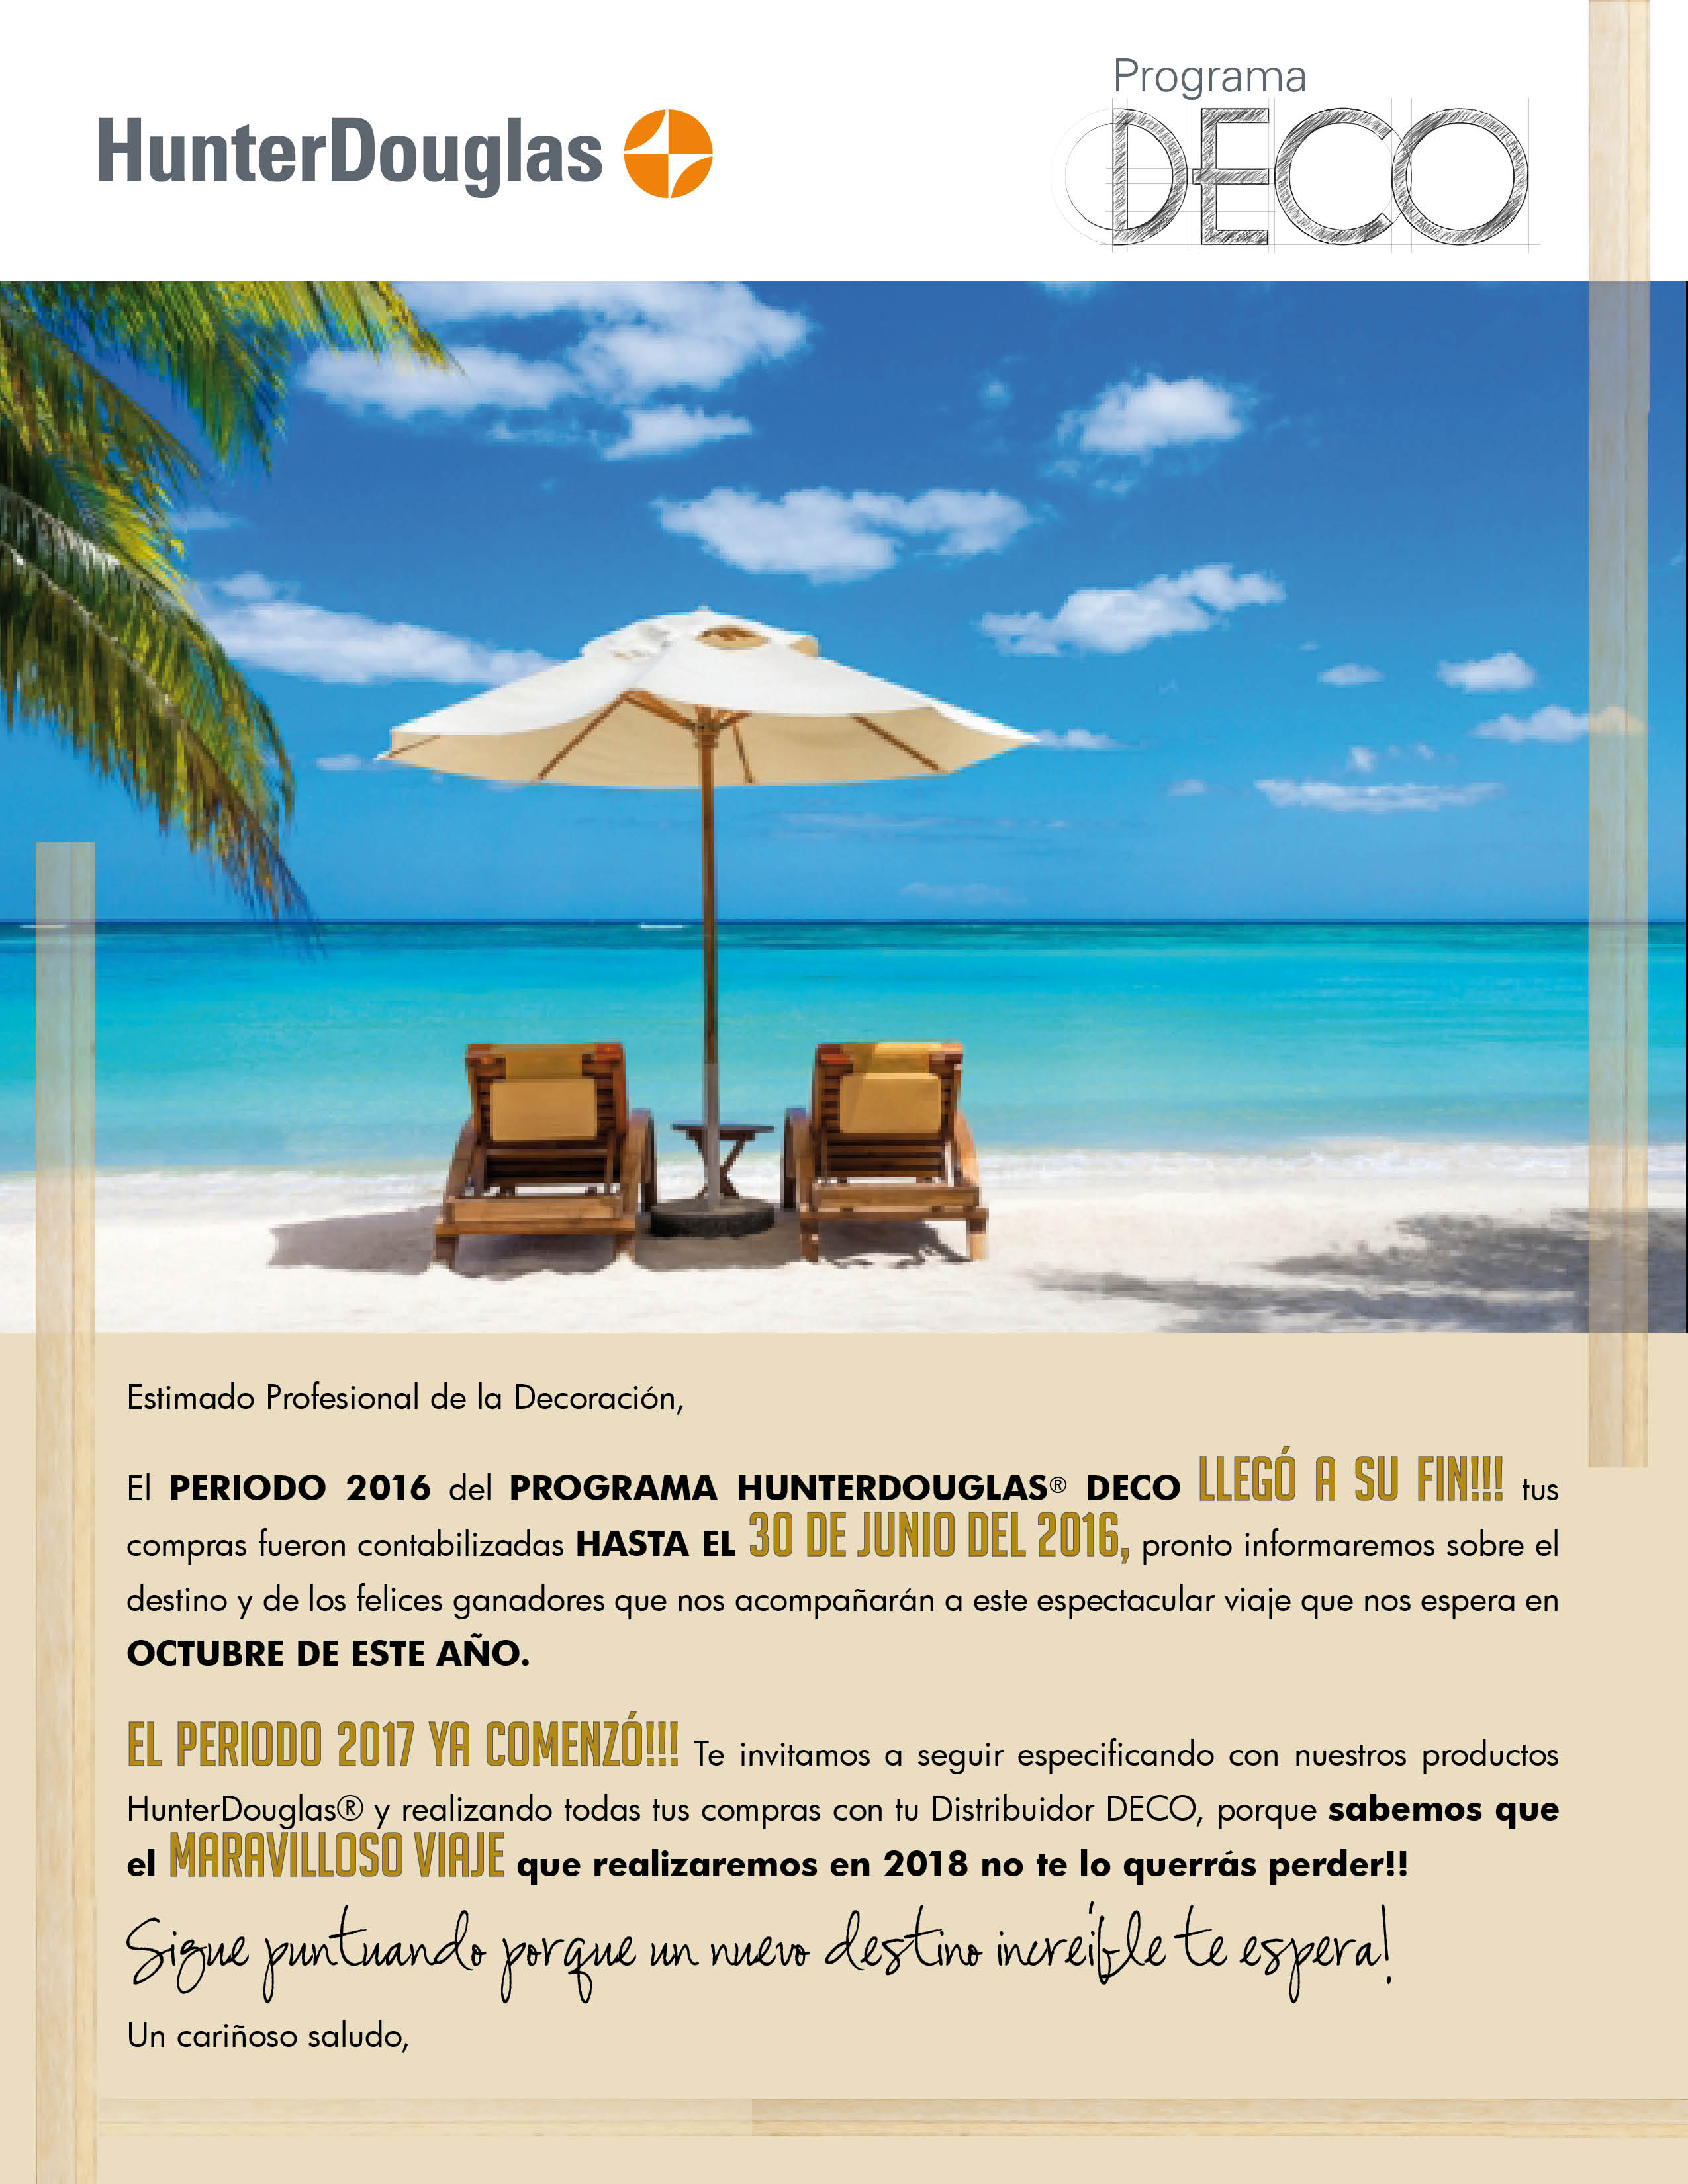 HunterDouglas
Programa
DECO
Estimado Profesional de la Decoración,
El PERIODO 2016 del PROGRAMA HUNTERDOUGLAS® DECO LLEGÓ A SU FIN!!! tus
compras fueron contabilizadas HASTA EL 30 DE JUNIO DEL 2016, pronto informaremos sobre el
destino y de los felices ganadores que nos acompañarán a este espectacular viaje que nos espera en
OCTUBRE DE ESTE AÑO.
EL PERIODO 2017 YA COMENZÓ!!! Te invitamos a seguir especificando con nuestros productos
HunterDouglas® y realizando todas tus compras con tu Distribuidor DECO, porque sabemos que
el MARAVILLOSO VIAJE que realizaremos en 2018 no te lo querrás perder!!
Sigue puntuando porque un nuevo destino increíble te espera!
Un cariñoso saludo,